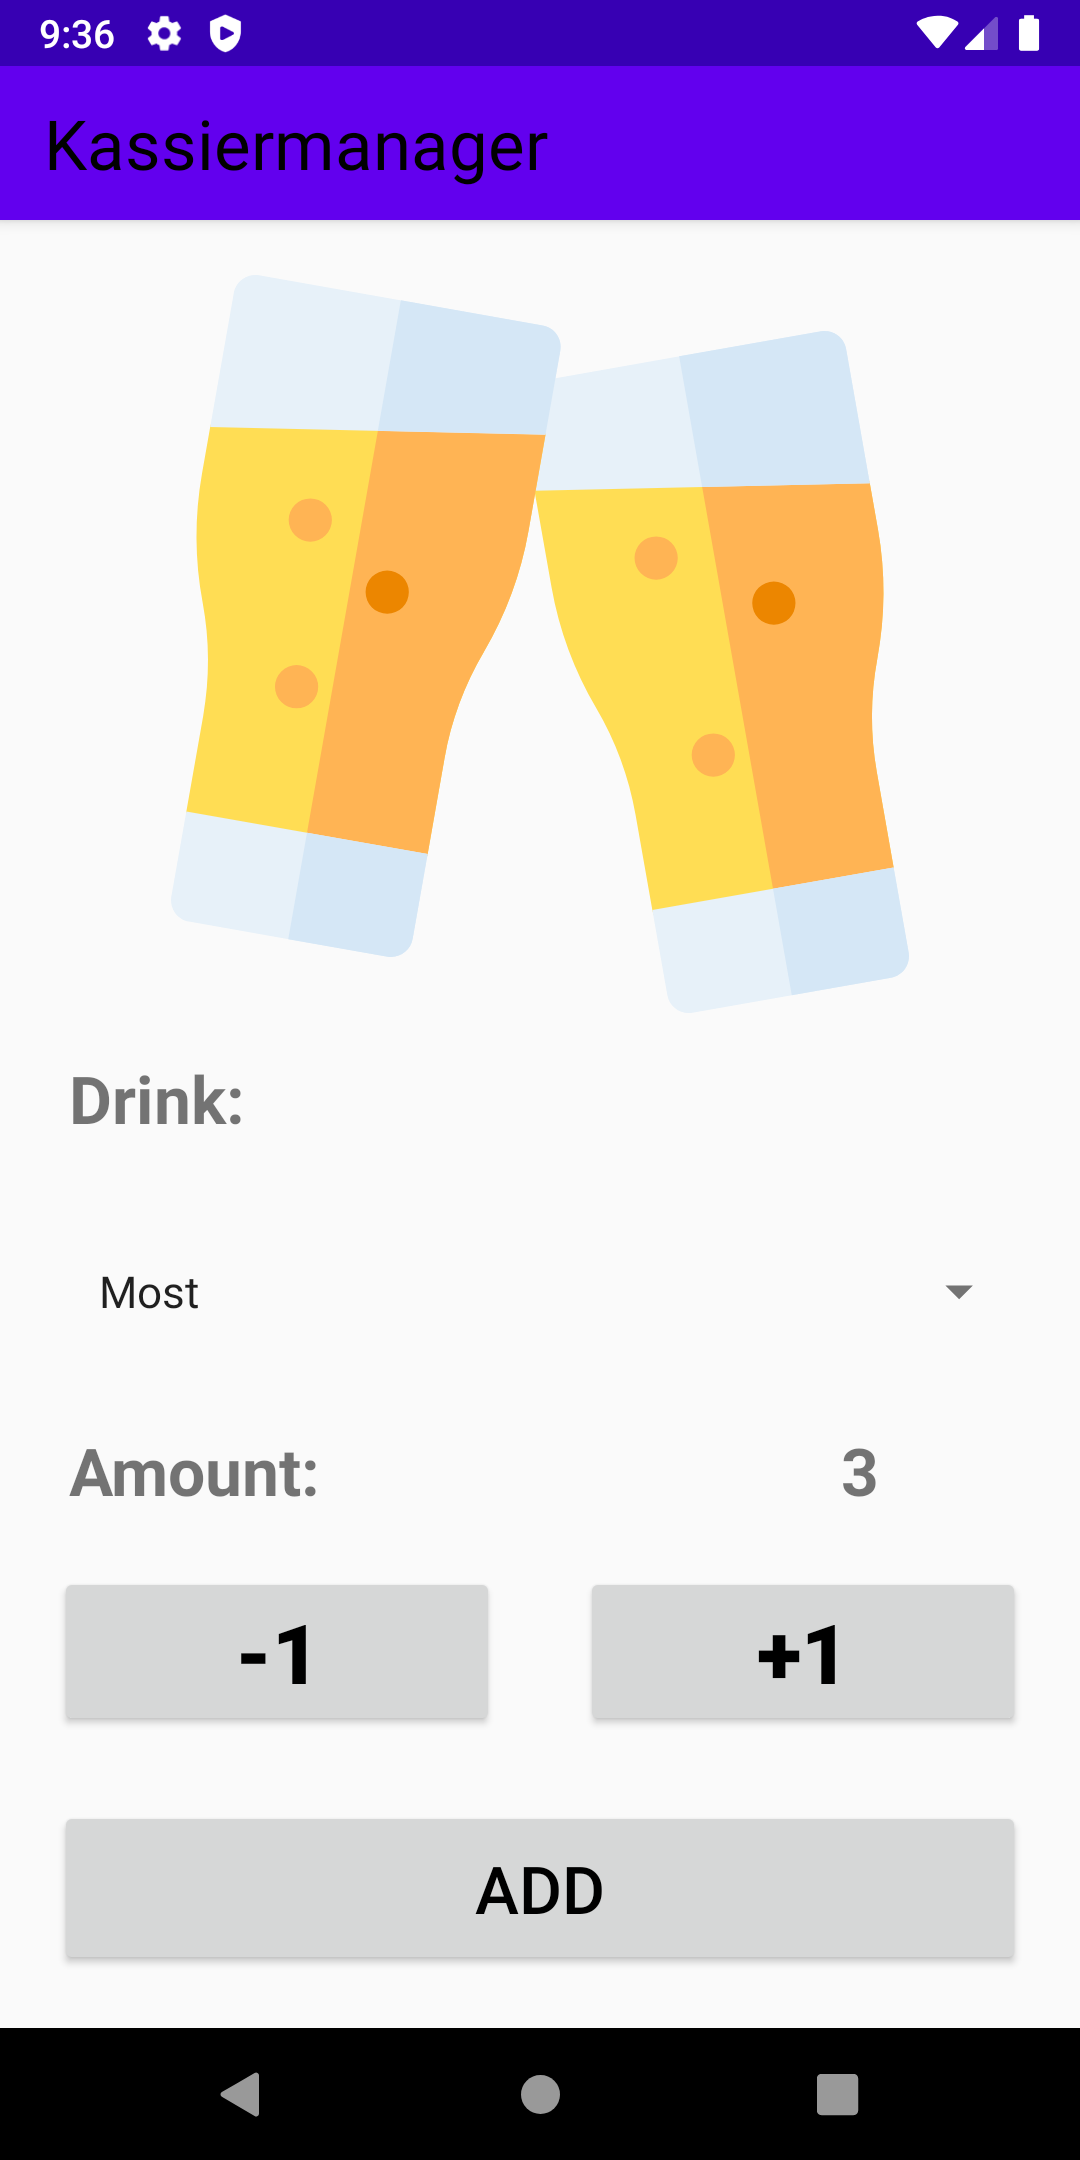 9:36
Kassiermanager
Drink:
Most
Amount: 3
-1 +1
ADD